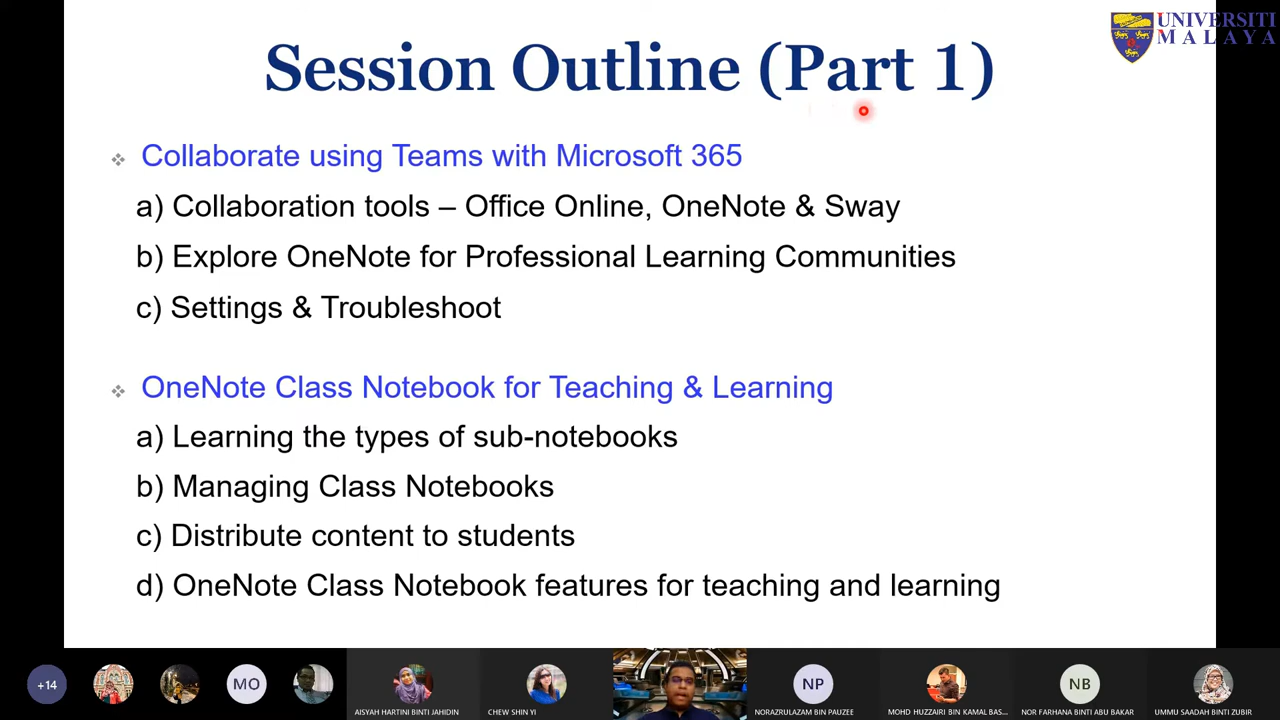 UNIVERSITI
MALAYA
Session Outline (Part 1)
Collaborate using Teams with Microsoft 365
a) Collaboration tools – Office Online, OneNote & Sway
b) Explore OneNote for Professional Learning Communities
c) Settings & Troubleshoot
OneNote Class Notebook for Teaching & Learning
a) Learning the types of sub-notebooks
b) Managing Class Notebooks
c) Distribute content to students
d) OneNote Class Notebook features for teaching and learning
+14
MO
AISYAH HARTINI BINTI JAHIDIN
CHEW SHIN YI
NP
NORAZRULAZAM BIN PAUZEE
MOHD HUZZAIRI BIN KAMAL BAS...
NB
NOR FARHANA BINTI ABU BAKAR
UMMU SAADAH BINTI ZUBIR